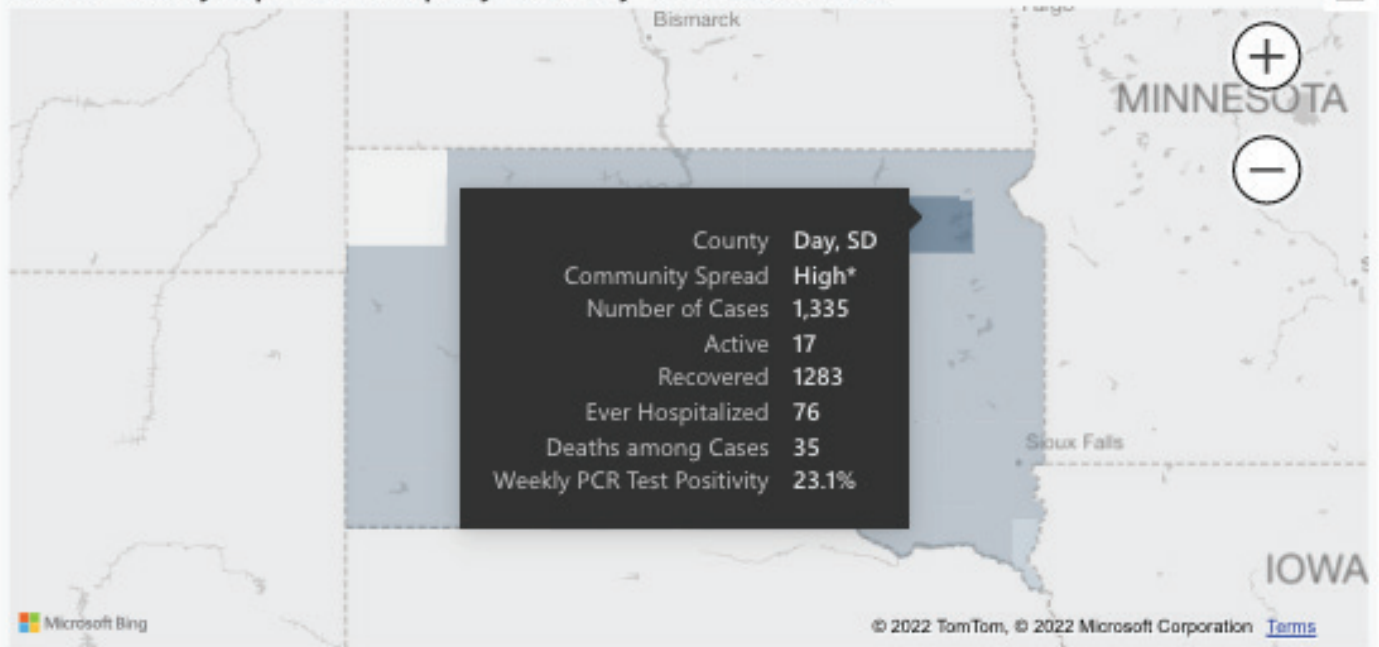 Bismarck
MINNESOTA
County Day, SD
Community Spread High*
Number of Cases 1,335
Active 17
Recovered 1283
Ever Hospitalized 76
Deaths among Cases 35
Weekly PCR Test Positivity 23.1%
Sioux Falls
IOWA
Microsoft Bing
© 2022 TomTom, © 2022 Microsoft Corporation Terms